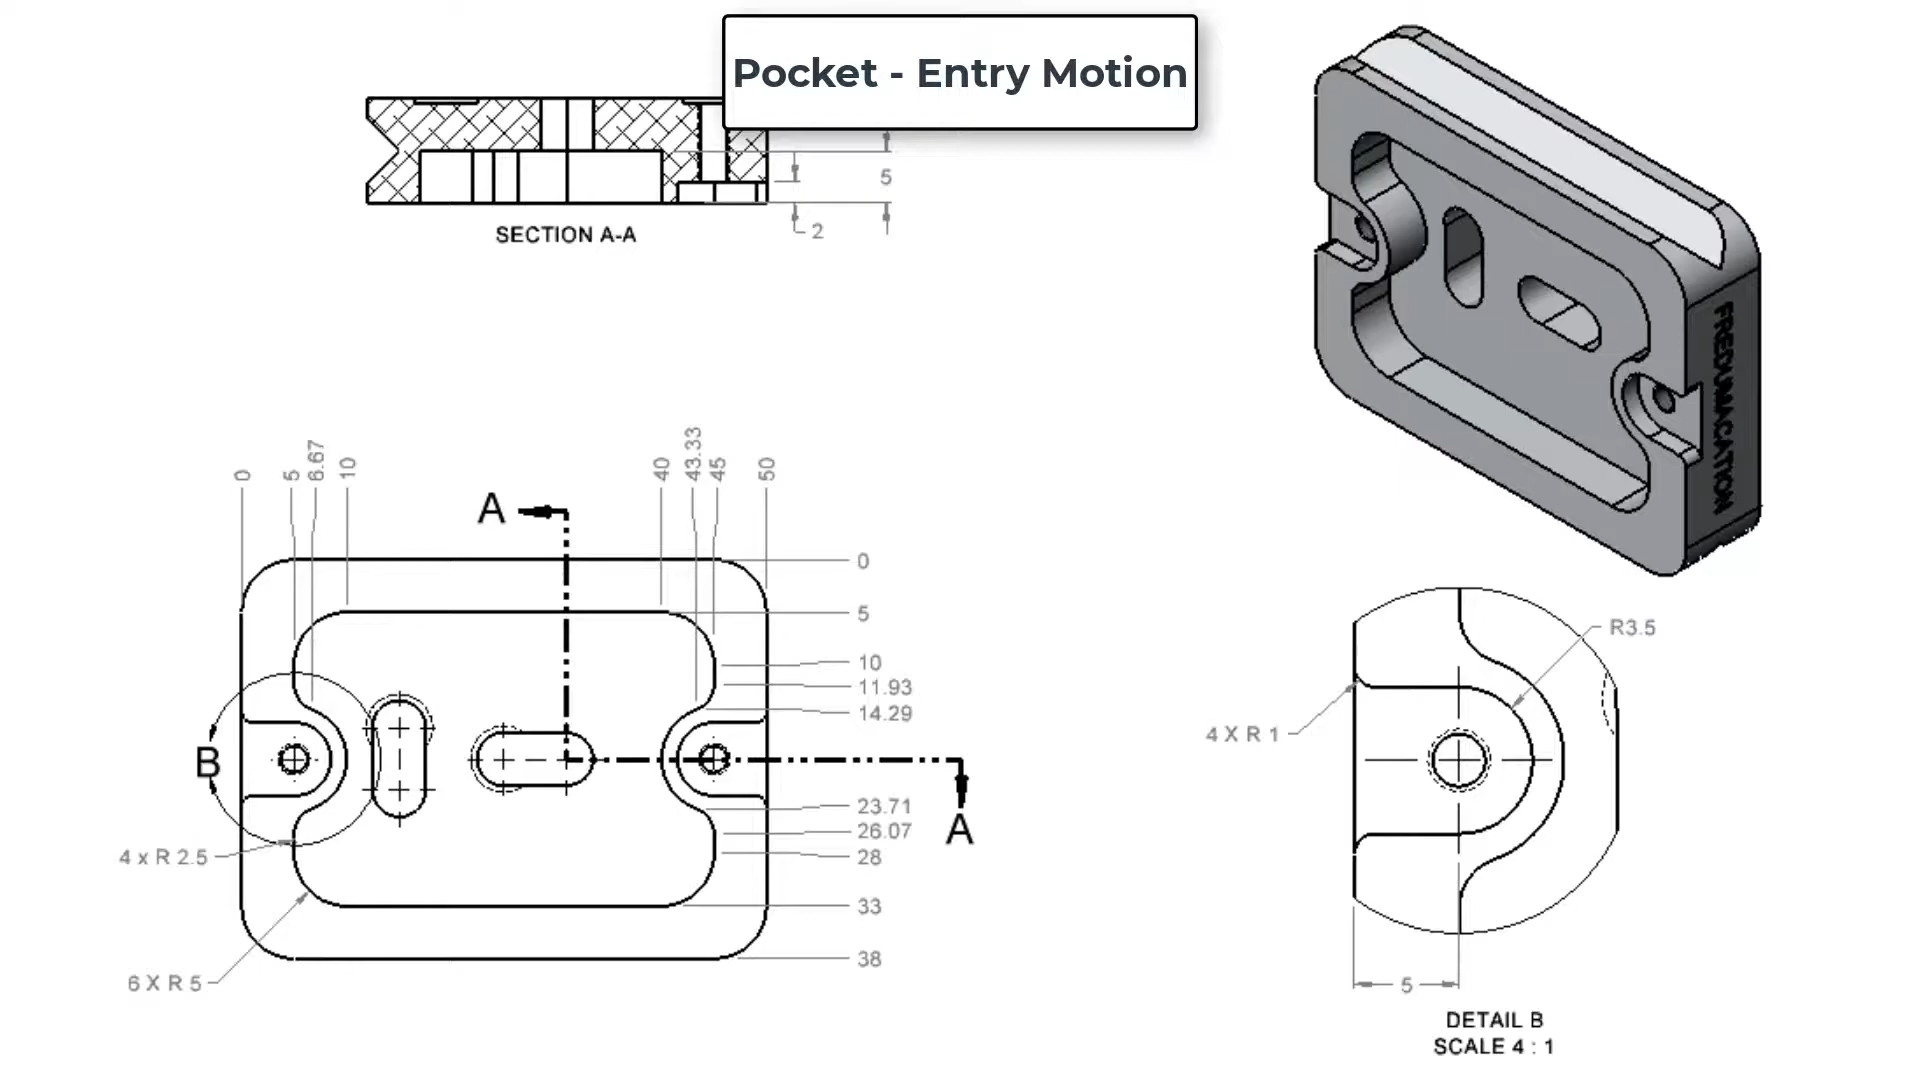 Pocket - Entry Motion
5
2
SECTION A-A
FREDUMACATION
0
5
6.67
10
40
43.33
45
50
A
0
5
10
11.93
14.29
B
23.71
26.07
28
33
38
A
4 x R 2.5
6 X R 5
R3.5
4 X R 1
5
DETAIL B
SCALE 4 : 1